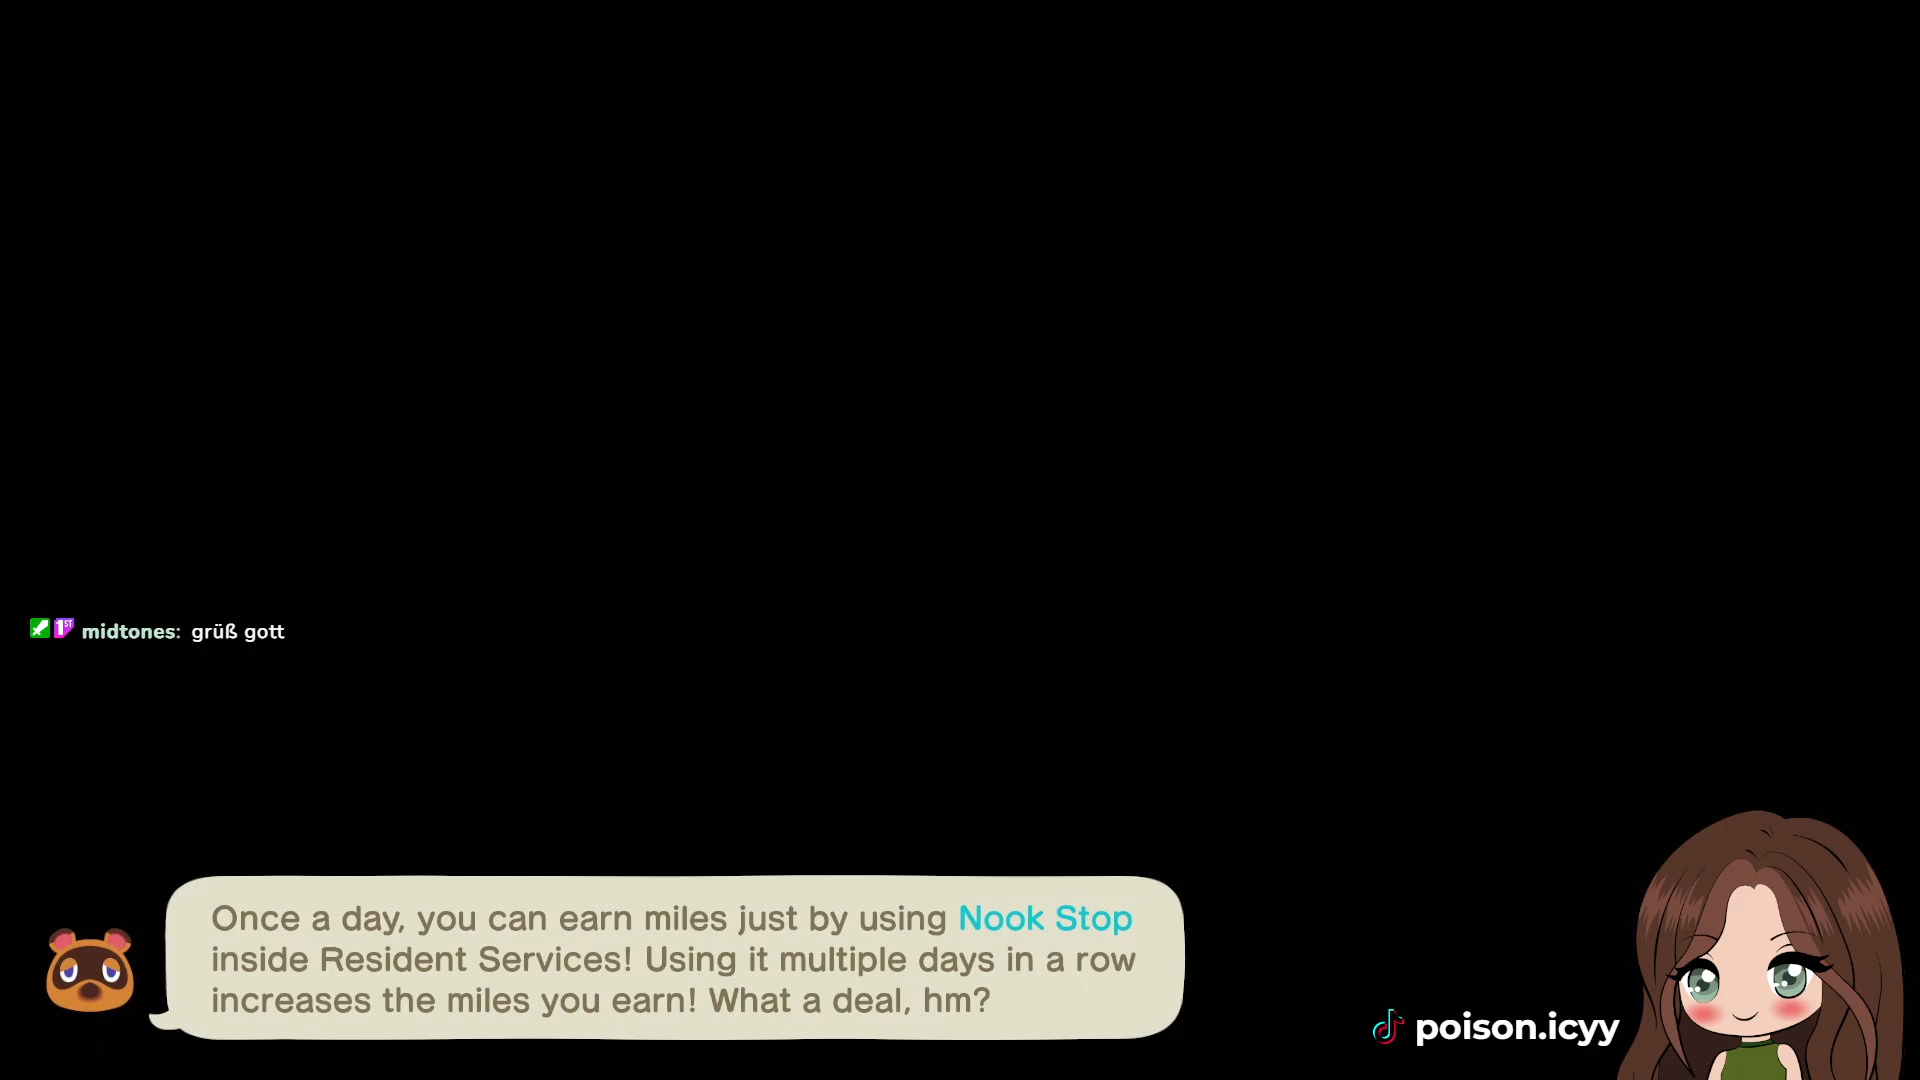 midtones: grüß gott
Once a day, you can earn miles just by using Nook Stop
inside Resident Services! Using it multiple days in a row
increases the miles you earn! What a deal, hm?
poison.icyy